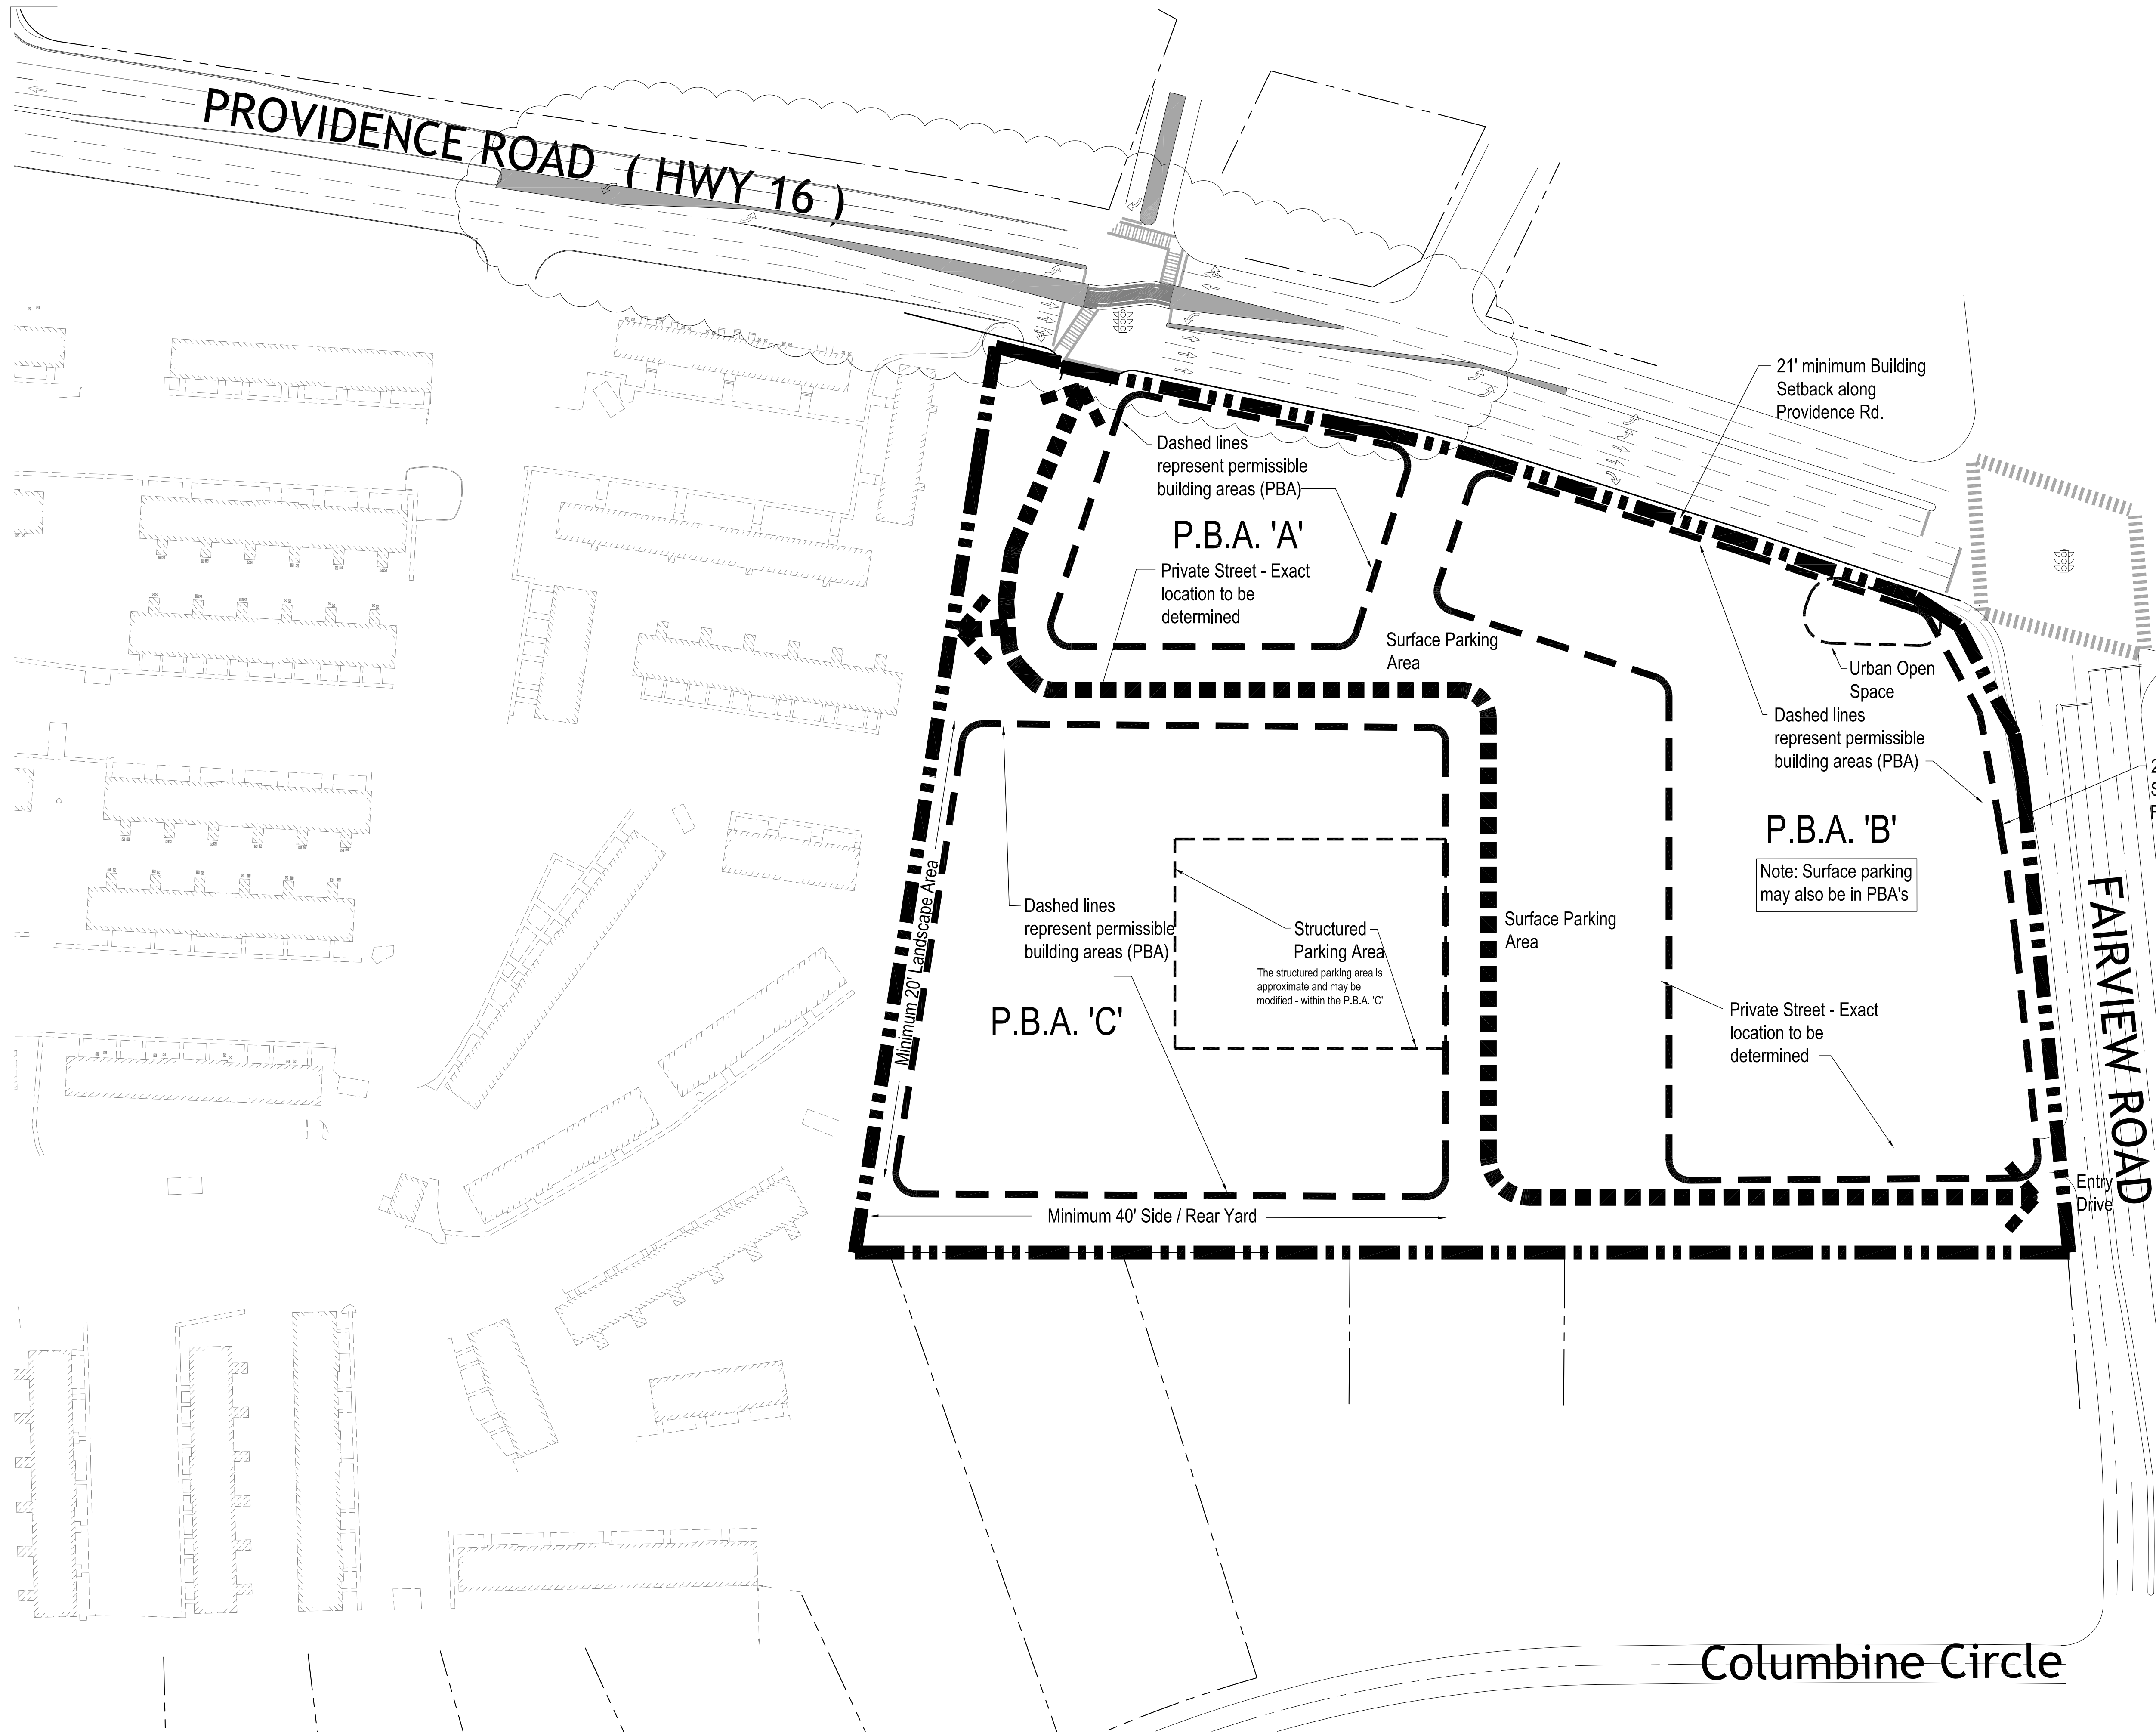 PROVIDENCE ROAD ( HWY 16 )
21' minimum Building
Setback along
Providence Rd.
Dashed lines
represent permissible
building areas (PBA)
P.B.A. 'A'
Private Street - Exact
location to be
determined
Surface Parking
Area
Urban Open
Space
Dashed lines
represent permissible
building areas (PBA)
P.B.A. 'B'
Note: Surface parking
may also be in PBA's
FAIRVIEW ROAD
Minimum 20' Landscape Area
Dashed lines
represent permissible
building areas (PBA)
Structured
Parking Area
The structured parking area is
approximate and may be
modified - within the P.B.A. 'C'
Surface Parking
Area
P.B.A. 'C'
Private Street - Exact
location to be
determined
Entry
Drive
Minimum 40' Side / Rear Yard
Columbine Circle